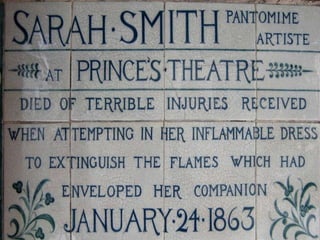 SARAH·SMITH PANTOMIME
ARTISTE
AT PRINCE'S·THEATRE
DIED OF TERRIBLE INJURIES RECEIVED
WHEN ATTEMPTING IN HER INFLAMMABLE DRESS
TO EXTINGUISH THE FLAMES WHICH HAD
ENVELOPED HER COMPANION
JANUARY·24·1863